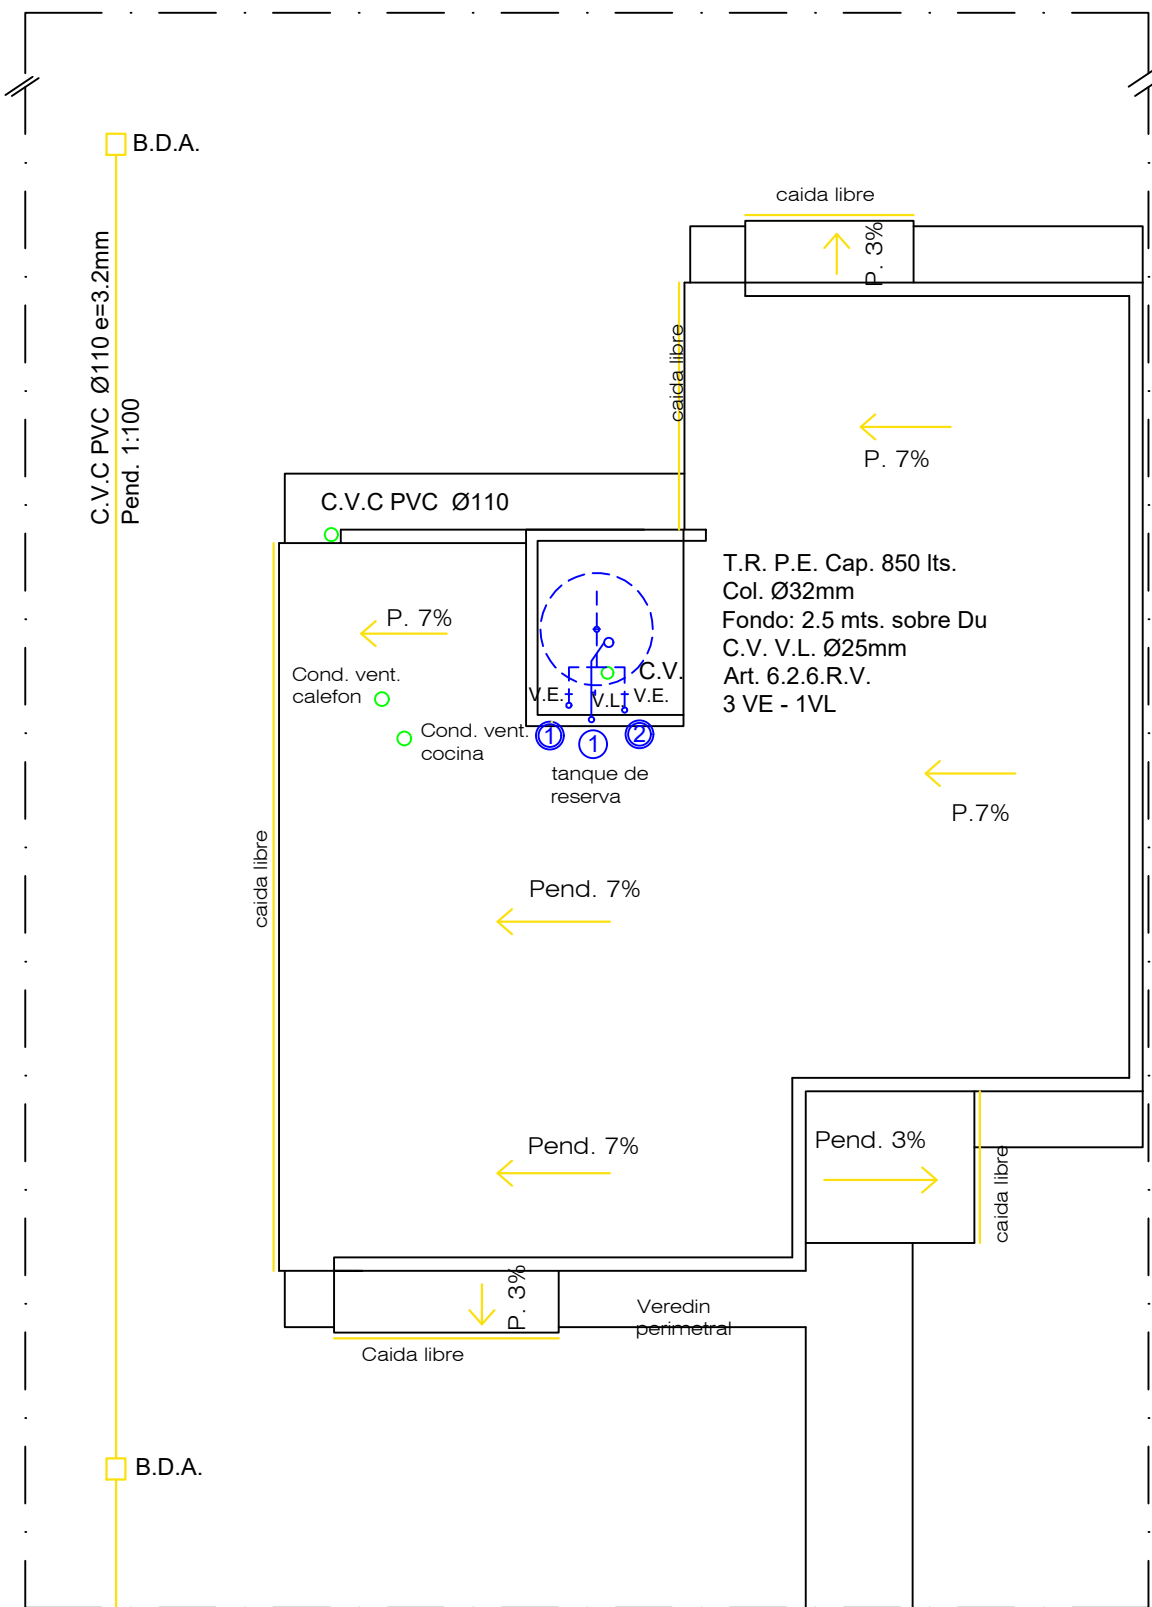 B.D.A.
C.V.C PVC Ø110 e=3.2mm
Pend. 1:100
caida libre
P. 3%
caida libre
P. 7%
C.V.C PVC Ø110
T.R. P.E. Cap. 850 lts.
Col. Ø32mm
Fondo: 2.5 mts. sobre Du
C.V. V.L. Ø25mm
Art. 6.2.6.R.V.
3 VE - 1VL
P. 7%
Cond. vent.
calefon
C.V.
V.E.
V.L.
V.E.
Cond. vent.
cocina
1
1
2
tanque de
reserva
P.7%
caida libre
Pend. 7%
Pend. 7%
Pend. 3%
caida libre
P. 3%
Veredin
perimetral
Caida libre
B.D.A.